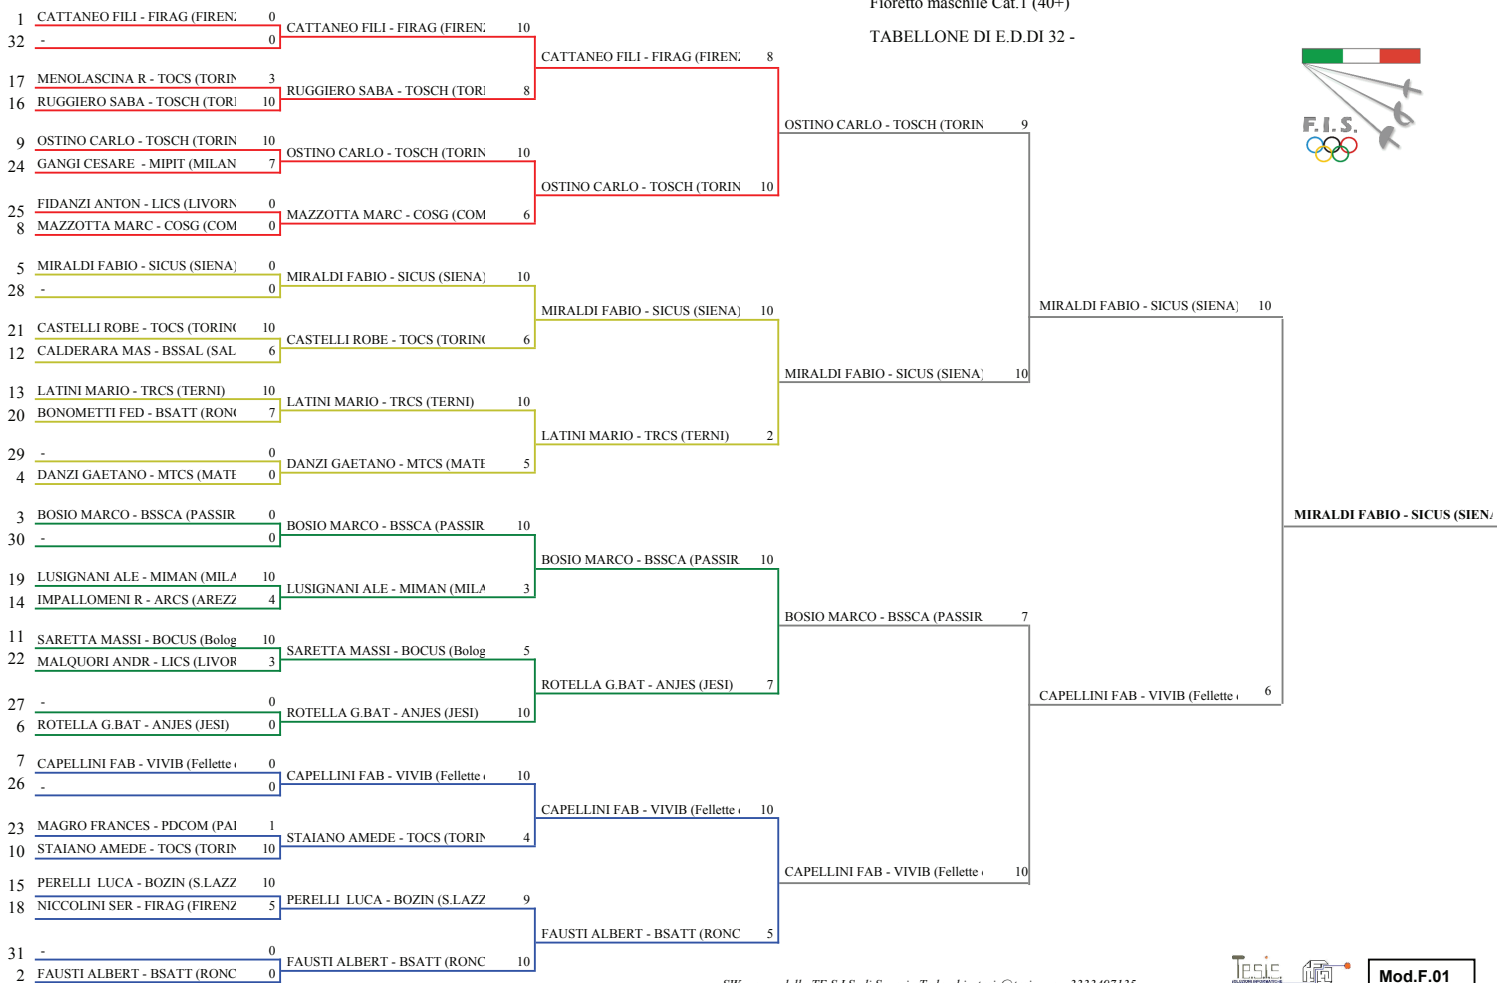 Fioretto maschile Cat.1 (40+)
TABELLONE DI E.D.DI 32 -
F.I.S.
1 CATTANEO FILI - FIRAG (FIREN 0
32 - 0
17 MENOLASCINA R - TOCS (TORIN 3
16 RUGGIERO SABA - TOSCH (TORI 10
9 OSTINO CARLO - TOSCH (TORIN 10
24 GANGI CESARE - MIPIT (MILAN 7
25 FIDANZI ANTON - LICS (LIVORN 0
8 MAZZOTTA MARC - COSG (COM 0
5 MIRALDI FABIO - SICUS (SIENA) 0
28 - 0
21 CASTELLI ROBE - TOCS (TORINO 10
12 CALDERARA MAS - BSSAL (SAL 6
13 LATINI MARIO - TRCS (TERNI) 10
20 BONOMETTI FED - BSATT (RON 7
29 - 0
4 DANZI GAETANO - MTCS (MATE 0
3 BOSIO MARCO - BSSCA (PASSIR 0
30 - 0
19 LUSIGNANI ALE - MIMAN (MILA 10
14 IMPALLOMENI R - ARCS (AREZZ 4
11 SARETTA MASSI - BOCUS (Bolog 10
22 MALQUORI ANDR - LICS (LIVOR 3
27 - 0
6 ROTELLA G.BAT - ANJES (JESI) 0
7 CAPELLINI FAB - VIVIB (Fellette 0
26 - 0
23 MAGRO FRANCES - PDCOM (PAI 1
10 STAIANO AMEDE - TOCS (TORIN 10
15 PERELLI LUCA - BOZIN (S.LAZZ 10
18 NICCOLINI SER - FIRAG (FIRENZ 5
31 - 0
2 FAUSTI ALBERT - BSATT (RONC 0
CATTANEO FILI - FIRAG (FIREN 10
RUGGIERO SABA - TOSCH (TORI 8
OSTINO CARLO - TOSCH (TORIN 10
MAZZOTTA MARC - COSG (COM 6
MIRALDI FABIO - SICUS (SIENA) 10
CASTELLI ROBE - TOCS (TORINO 6
LATINI MARIO - TRCS (TERNI) 10
DANZI GAETANO - MTCS (MATE 5
BOSIO MARCO - BSSCA (PASSIR 10
LUSIGNANI ALE - MIMAN (MILA 3
SARETTA MASSI - BOCUS (Bolog 5
ROTELLA G.BAT - ANJES (JESI) 10
CAPELLINI FAB - VIVIB (Fellette 10
STAIANO AMEDE - TOCS (TORIN 4
PERELLI LUCA - BOZIN (S.LAZZ 9
FAUSTI ALBERT - BSATT (RONC 10
CATTANEO FILI - FIRAG (FIREN 8
OSTINO CARLO - TOSCH (TORIN 10
MIRALDI FABIO - SICUS (SIENA) 10
LATINI MARIO - TRCS (TERNI) 2
BOSIO MARCO - BSSCA (PASSIR 10
ROTELLA G.BAT - ANJES (JESI) 7
CAPELLINI FAB - VIVIB (Fellette 10
FAUSTI ALBERT - BSATT (RONC 5
OSTINO CARLO - TOSCH (TORIN 9
MIRALDI FABIO - SICUS (SIENA) 10
BOSIO MARCO - BSSCA (PASSIR 7
CAPELLINI FAB - VIVIB (Fellette 10
MIRALDI FABIO - SICUS (SIENA) 10
CAPELLINI FAB - VIVIB (Fellette 6
MIRALDI FABIO - SICUS (SIENA
Mod.F.01